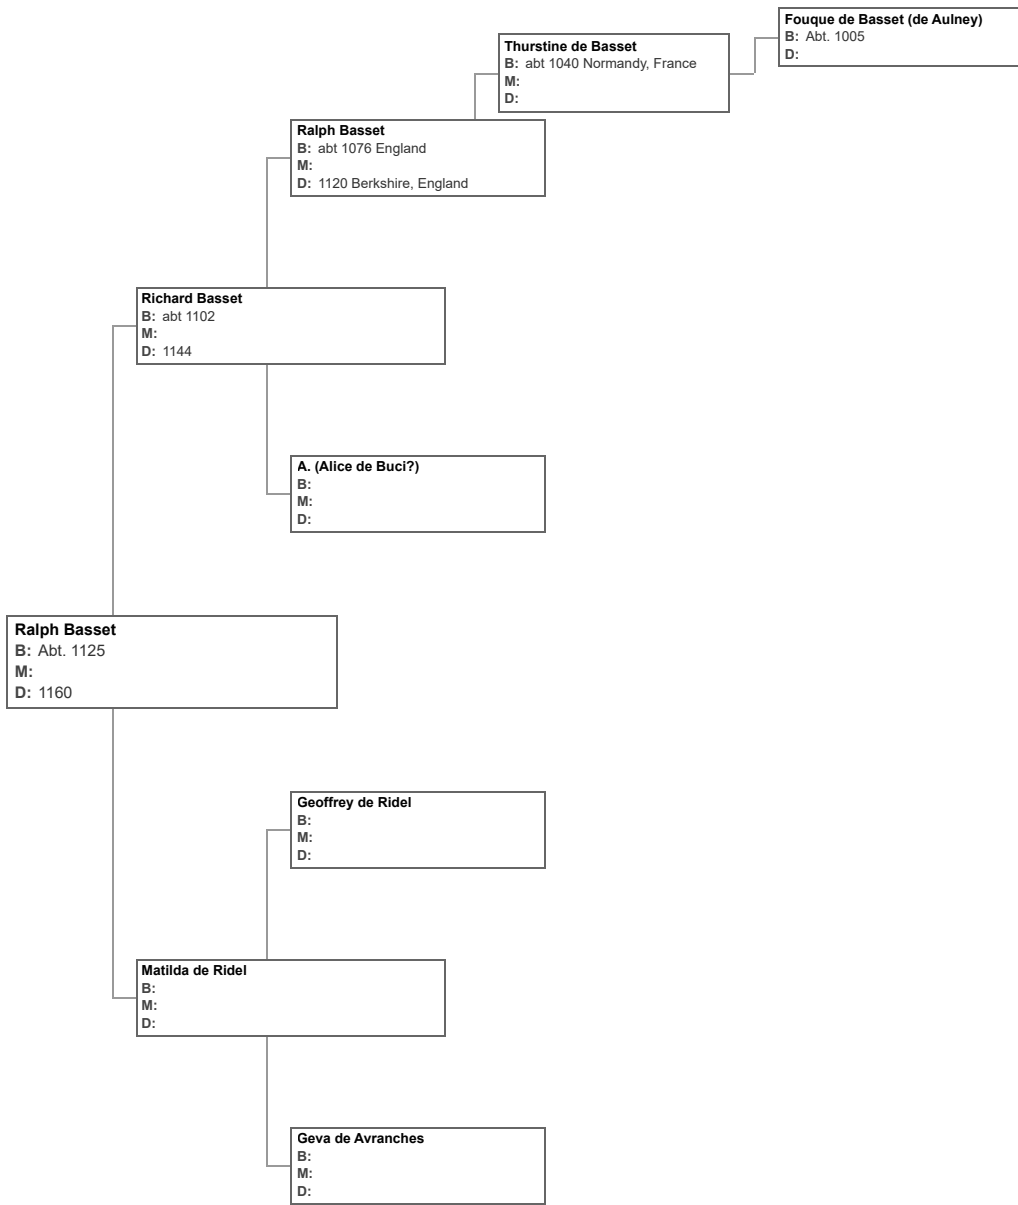 Fouque de Basset (de Aulney)
B: Abt. 1005
D:
Thurstine de Basset
B: abt 1040 Normandy, France
M:
D:
Ralph Basset
B: abt 1076 England
M:
D: 1120 Berkshire, England
Richard Basset
B: abt 1102
M:
D: 1144
A. (Alice de Buci?)
B:
M:
D:
Ralph Basset
B: Abt. 1125
M:
D: 1160
Geoffrey de Ridel
B:
M:
D:
Matilda de Ridel
B:
M:
D:
Geva de Avranches
B:
M:
D: